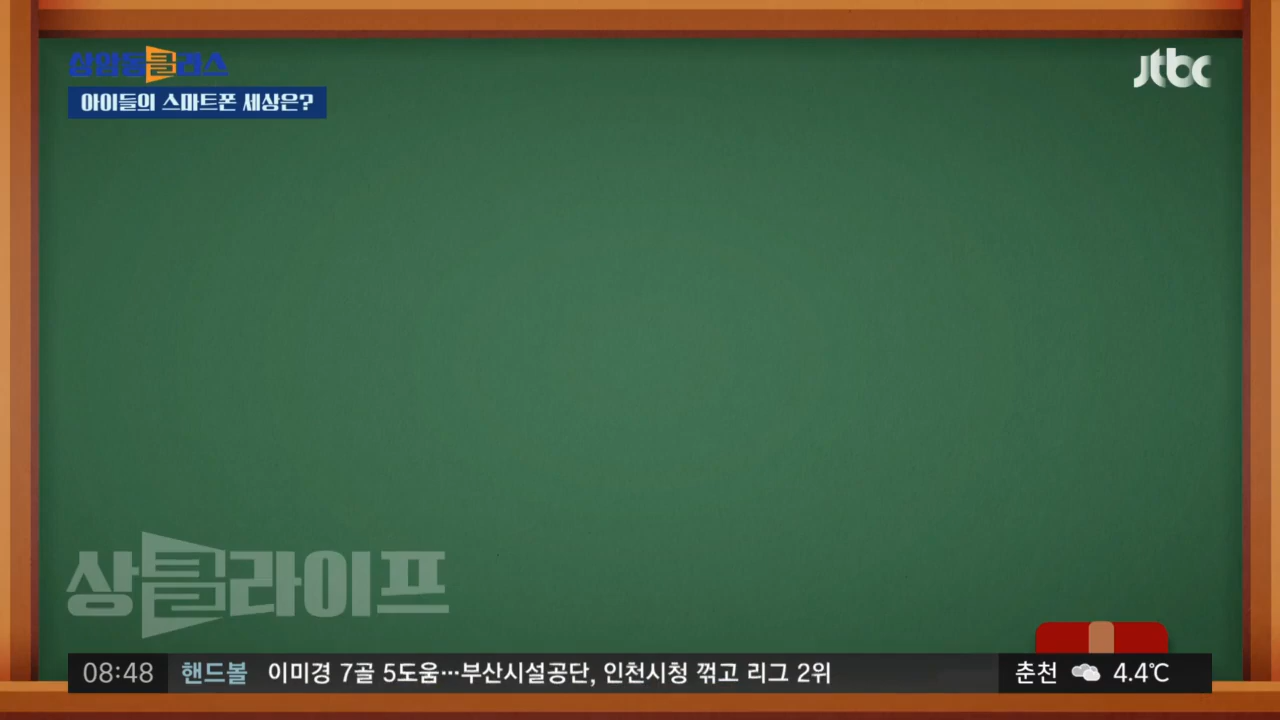 상암동 클라스
jtbc
아이들의 스마트폰 세상은?
상클라이프
08:48 핸드볼 이미경 7골 5도움…부산시설공단, 인천시청 꺾고 리그 2위 춘천 4.4℃